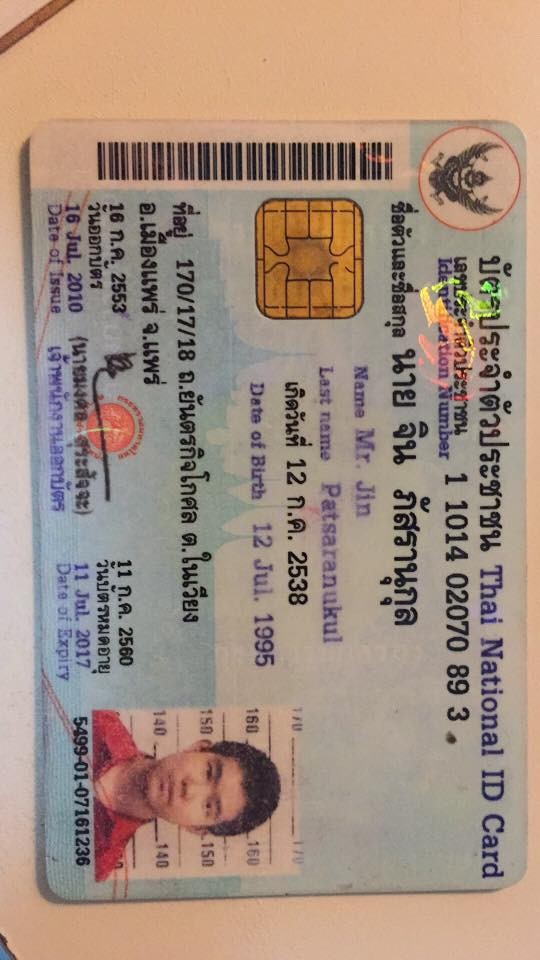 บัตรประจำตัวประชาชน Thai National ID Card
เลขประจำตัวประชาชน 1 1014 02070 89 3
Identification Number
ชื่อตัวและชื่อสกุล นาย จิน ภัสรานุกุล
Name Mr. Jin
Last name Patsaranukul
เกิดวันที่ 12 ก.ค. 2538
Date of Birth 12 Jul. 1995
ที่อยู่ 170/17/18 ถ.ยันตรกิจโกศล ต.ในเวียง
อ.เมืองแพร่ จ.แพร่
16 ก.ค. 2553
วันออกบัตร
16 Jul. 2010
Date of Issue
เจ้าพนักงานออกบัตร
11 ก.ค. 2560
วันบัตรหมดอายุ
11 Jul. 2017
Date of Expiry
170 170
160 160
150 150
140 140
5499-01-07161236